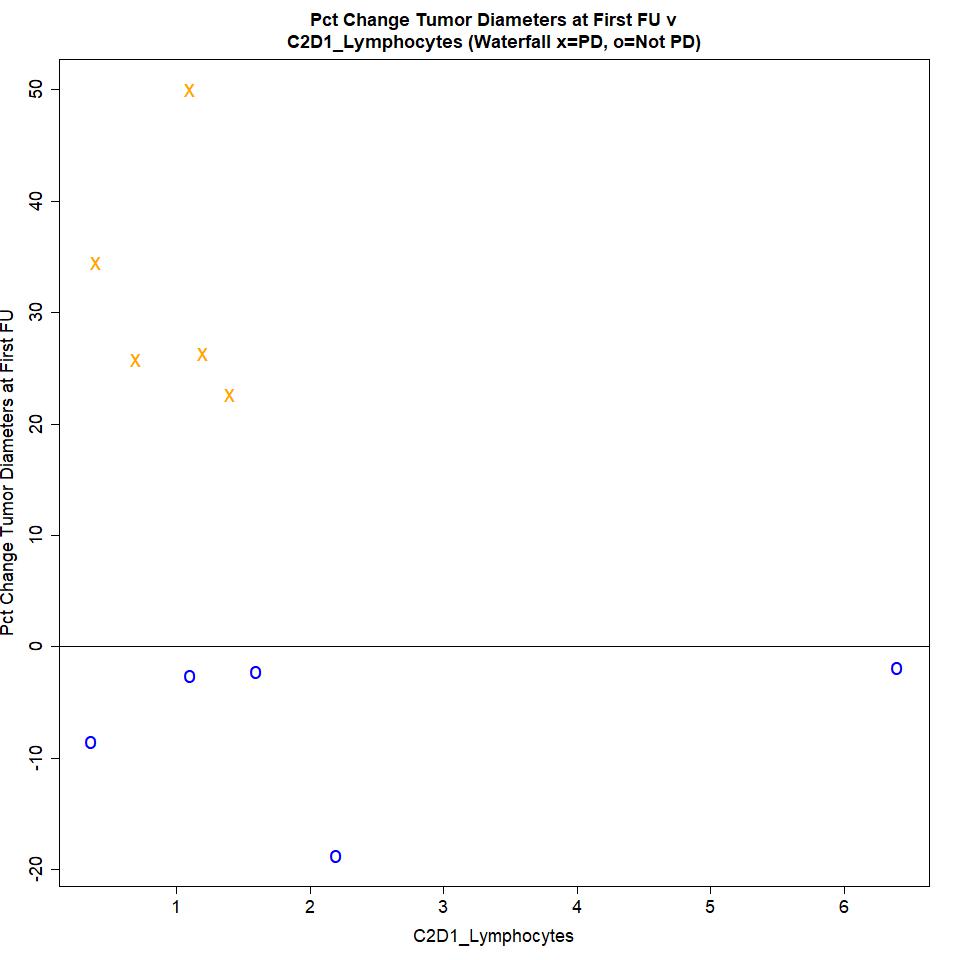 Pct Change Tumor Diameters at First FU v
C2D1_Lymphocytes (Waterfall x=PD, o=Not PD)
Pct Change Tumor Diameters at First FU
50
40
30
20
10
0
-10
-20
X
X
X
X
X
O
O
O
O
O
1
2
3
4
5
6
C2D1_Lymphocytes